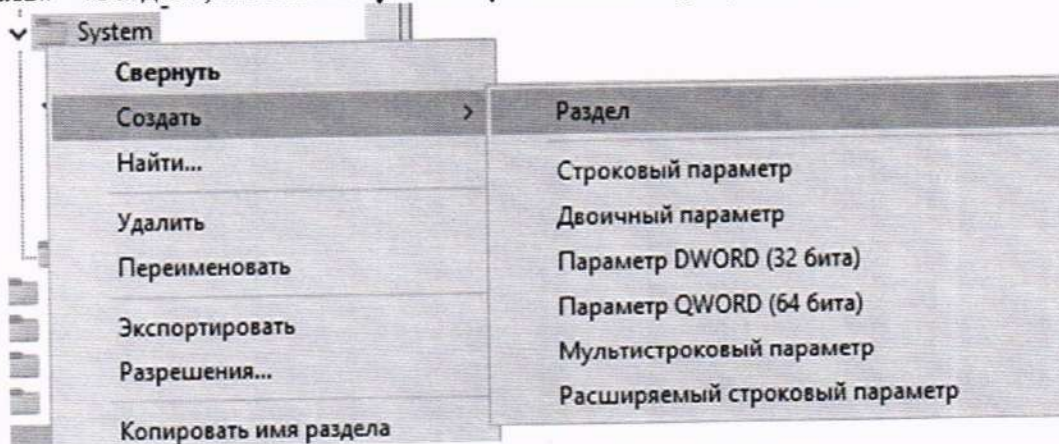 System
Свернуть
Создать >
Найти...
Удалить
Переименовать
Экспортировать
Разрешения...
Копировать имя раздела
Раздел
Строковый параметр
Двоичный параметр
Параметр DWORD (32 бита)
Параметр QWORD (64 бита)
Мультистроковый параметр
Расширяемый строковый параметр